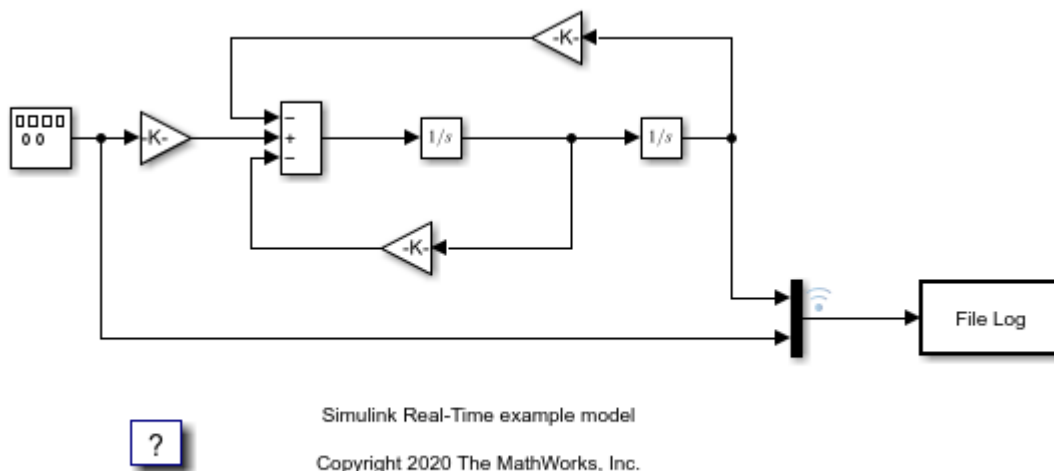 -K-
−
-K-
+
1/s
1/s
−
-K-
File Log
Simulink Real-Time example model
?
Copyright 2020 The MathWorks, Inc.